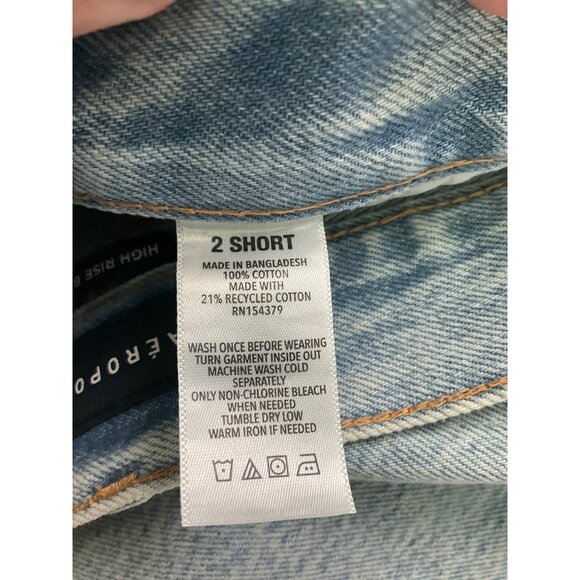 2 SHORT
MADE IN BANGLADESH
100% COTTON
MADE WITH
21% RECYCLED COTTON
RN154379
WASH ONCE BEFORE WEARING
TURN GARMENT INSIDE OUT
MACHINE WASH COLD
SEPARATELY
ONLY NON-CHLORINE BLEACH
WHEN NEEDED
TUMBLE DRY LOW
WARM IRON IF NEEDED
HIGH RISE B
AÉROPO